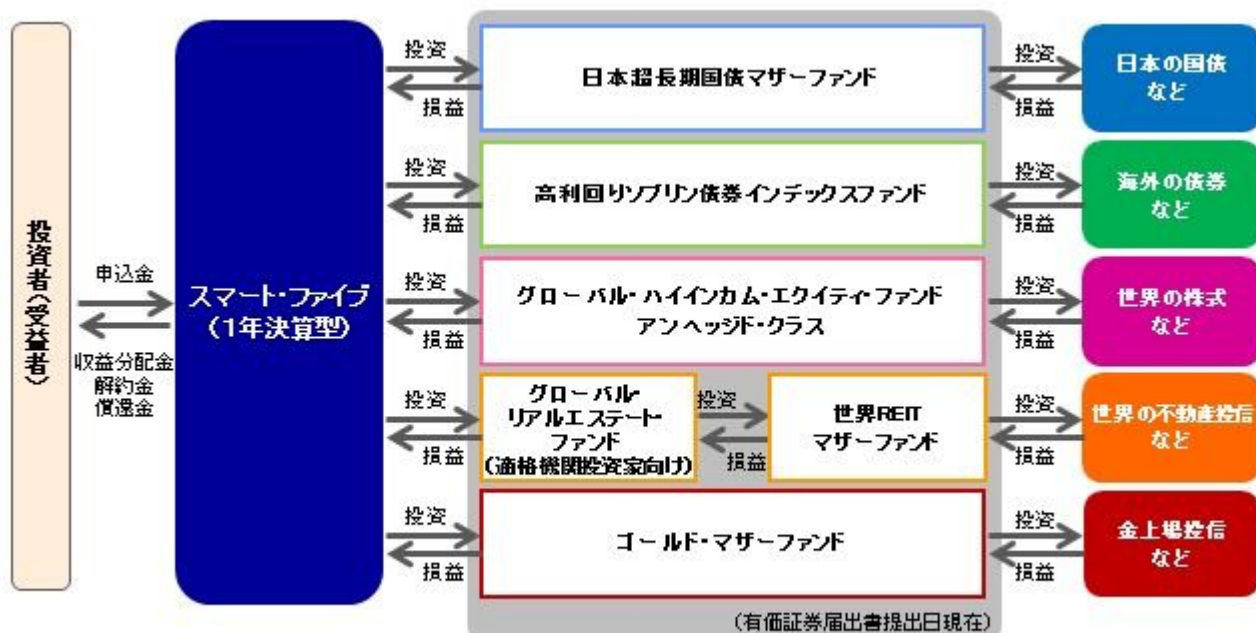 投資者(受益者)
申込金
収益分配金
解約金
償還金
スマート・ファイブ
(1年決算型)
投資
損益
日本超長期国債マザーファンド
投資
損益
日本の国債
など
投資
損益
高利回りソブリン債券インデックスファンド
投資
損益
海外の債券
など
投資
損益
グローバル・ハイインカム・エクイティ・ファンド
アンヘッジド・クラス
投資
損益
世界の株式
など
投資
損益
グローバル・
リアルエステート・
ファンド
(適格機関投資家向け)
投資
損益
世界REIT
マザーファンド
投資
損益
世界の不動産投信
など
投資
損益
ゴールド・マザーファンド
投資
損益
金上場投信
など
(有価証券届出書提出日現在)